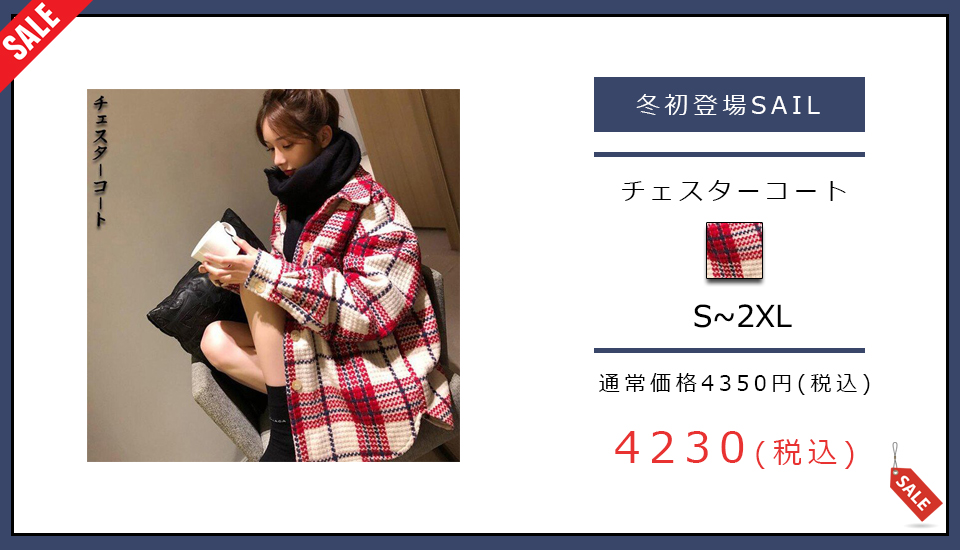 SALE
チェスターコート
冬初登場SAIL
チェスターコート
S~2XL
通常価格4350円(税込)
4230(税込)
SALE